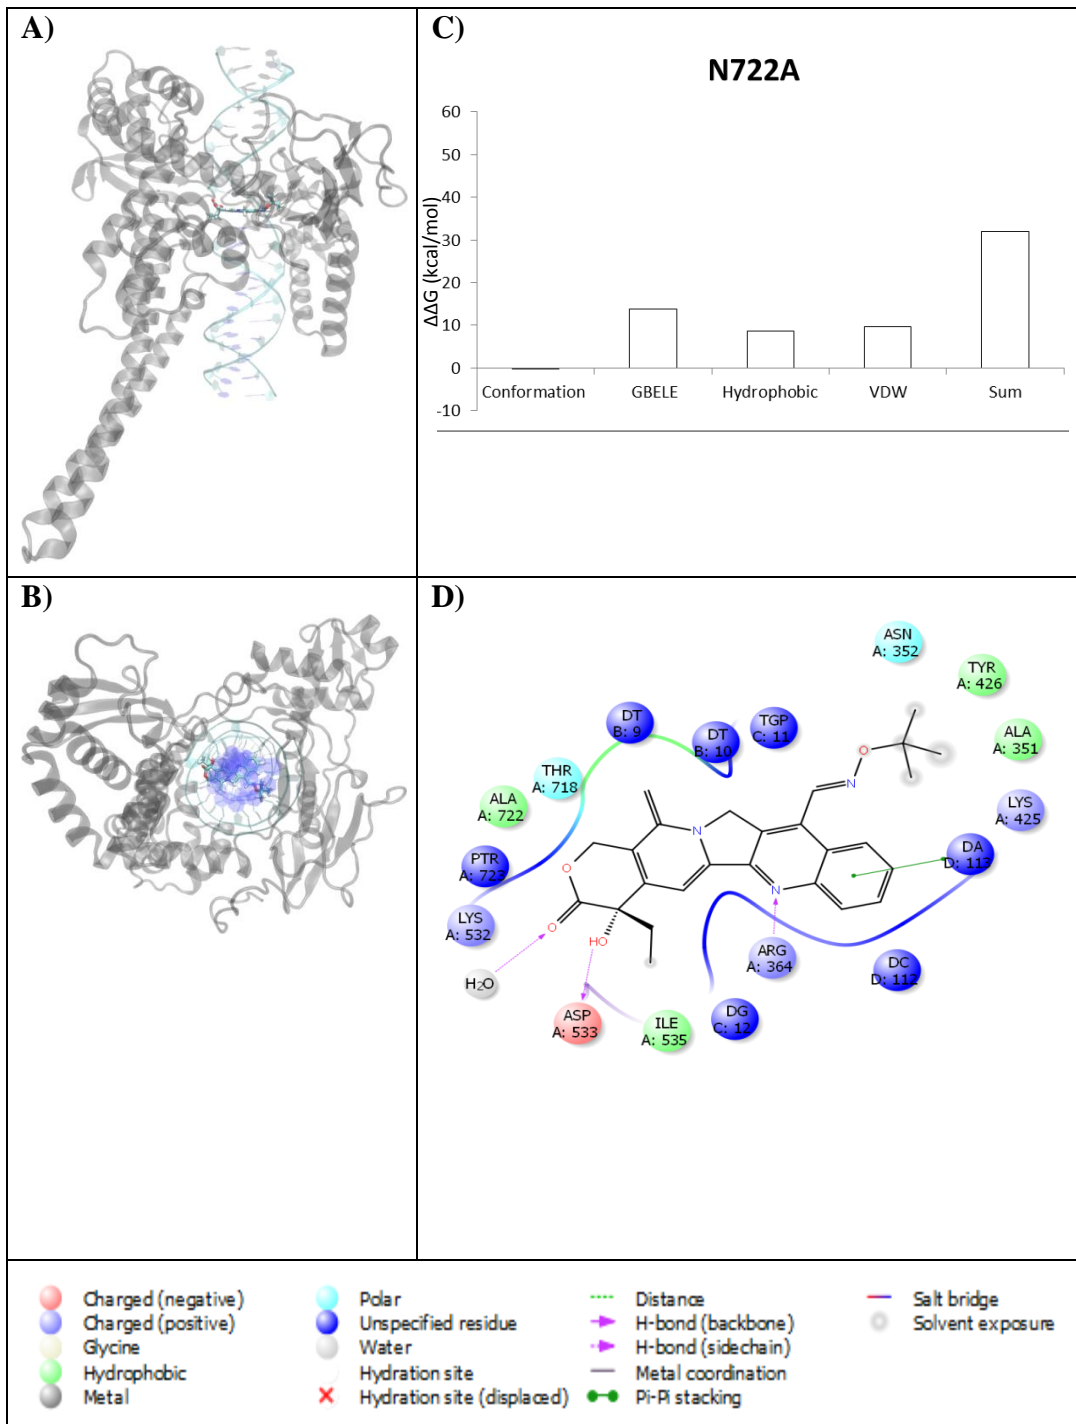 A)
C)
N722A
ΔΔG (kcal/mol)
60
50
40
30
20
10
0
-10
Conformation GBELE Hydrophobic VDW Sum
B)
D)
ASN
A: 352
TYR
A: 426
ALA
A: 351
LYS
A: 425
DT
B: 9
DT
B: 10
TGP
C: 11
THR
A: 718
ALA
A: 722
PTR
A: 723
LYS
A: 532
H2O
ASP
A: 533
ILE
A: 535
DG
C: 12
ARG
A: 364
DC
D: 112
DA
D: 113
O
N
N
N
O
O
HO
Charged (negative)
Charged (positive)
Glycine
Hydrophobic
Metal
Polar
Unspecified residue
Water
Hydration site
Hydration site (displaced)
Distance
H-bond (backbone)
H-bond (sidechain)
Metal coordination
Pi-Pi stacking
Salt bridge
Solvent exposure